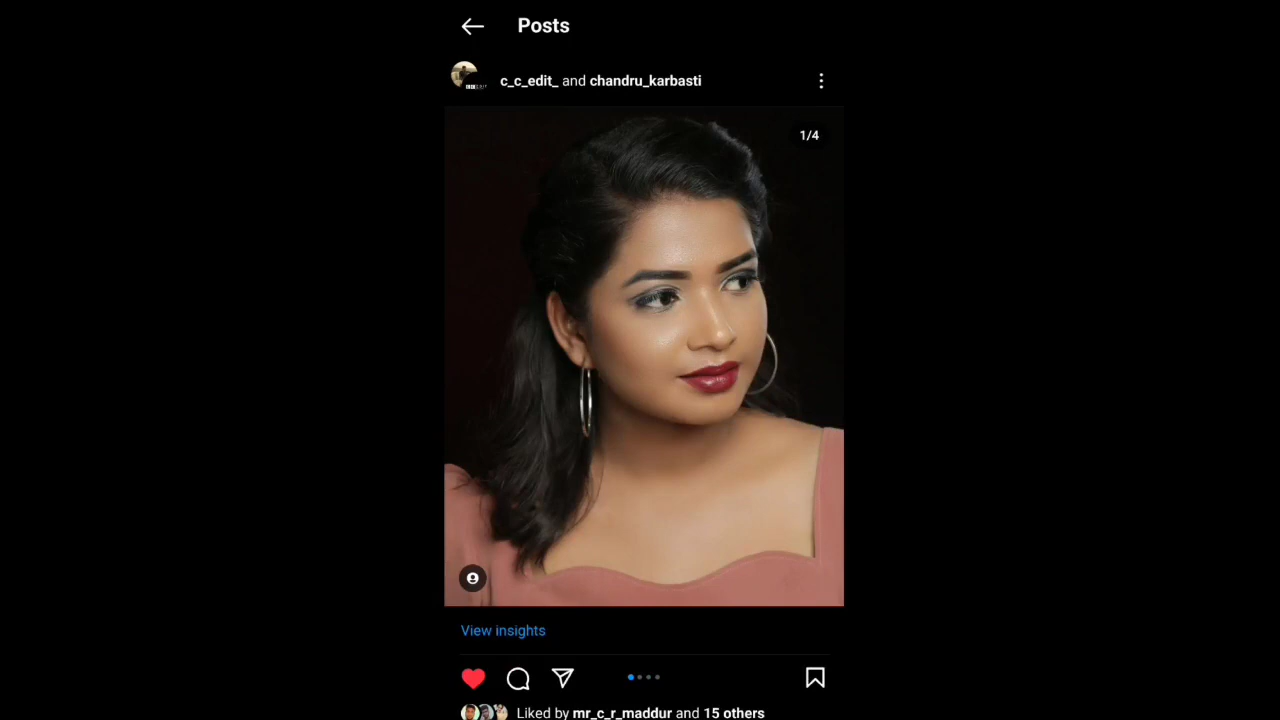 Posts
c_c_edit_ and chandru_karbasti
1/4
View insights
Liked by mr_c_r_maddur and 15 others